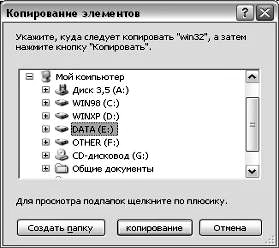 Копирование элементов
Укажите, куда следует копировать "win32", а затем
нажмите кнопку "Копировать".
Мой компьютер
Диск 3,5 (A:)
WIN98 (C:)
WINXP (D:)
DATA (E:)
OTHER (F:)
CD-дисковод (G:)
Общие документы
Для просмотра подпапок щелкните по плюсику.
Создать папку
копирование
Отмена